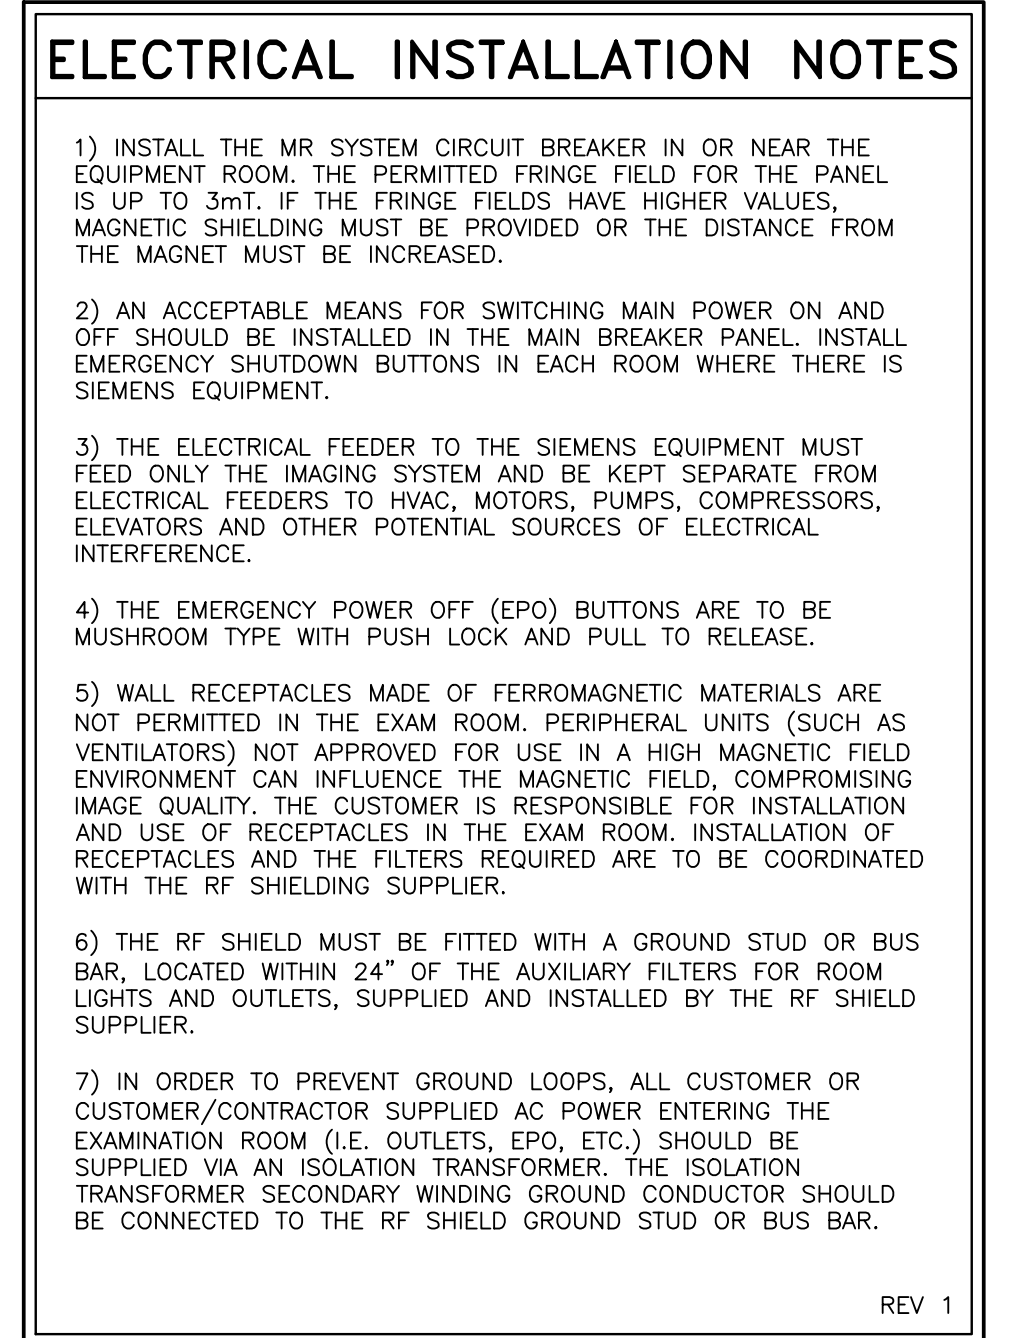 ELECTRICAL INSTALLATION NOTES
1) INSTALL THE MR SYSTEM CIRCUIT BREAKER IN OR NEAR THE
EQUIPMENT ROOM. THE PERMITTED FRINGE FIELD FOR THE PANEL
IS UP TO 3mT. IF THE FRINGE FIELDS HAVE HIGHER VALUES,
MAGNETIC SHIELDING MUST BE PROVIDED OR THE DISTANCE FROM
THE MAGNET MUST BE INCREASED.
2) AN ACCEPTABLE MEANS FOR SWITCHING MAIN POWER ON AND
OFF SHOULD BE INSTALLED IN THE MAIN BREAKER PANEL. INSTALL
EMERGENCY SHUTDOWN BUTTONS IN EACH ROOM WHERE THERE IS
SIEMENS EQUIPMENT.
3) THE ELECTRICAL FEEDER TO THE SIEMENS EQUIPMENT MUST
FEED ONLY THE IMAGING SYSTEM AND BE KEPT SEPARATE FROM
ELECTRICAL FEEDERS TO HVAC, MOTORS, PUMPS, COMPRESSORS,
ELEVATORS AND OTHER POTENTIAL SOURCES OF ELECTRICAL
INTERFERENCE.
4) THE EMERGENCY POWER OFF (EPO) BUTTONS ARE TO BE
MUSHROOM TYPE WITH PUSH LOCK AND PULL TO RELEASE.
5) WALL RECEPTACLES MADE OF FERROMAGNETIC MATERIALS ARE
NOT PERMITTED IN THE EXAM ROOM. PERIPHERAL UNITS (SUCH AS
VENTILATORS) NOT APPROVED FOR USE IN A HIGH MAGNETIC FIELD
ENVIRONMENT CAN INFLUENCE THE MAGNETIC FIELD, COMPROMISING
IMAGE QUALITY. THE CUSTOMER IS RESPONSIBLE FOR INSTALLATION
AND USE OF RECEPTACLES IN THE EXAM ROOM. INSTALLATION OF
RECEPTACLES AND THE FILTERS REQUIRED ARE TO BE COORDINATED
WITH THE RF SHIELDING SUPPLIER.
6) THE RF SHIELD MUST BE FITTED WITH A GROUND STUD OR BUS
BAR, LOCATED WITHIN 24” OF THE AUXILIARY FILTERS FOR ROOM
LIGHTS AND OUTLETS, SUPPLIED AND INSTALLED BY THE RF SHIELD
SUPPLIER.
7) IN ORDER TO PREVENT GROUND LOOPS, ALL CUSTOMER OR
CUSTOMER/CONTRACTOR SUPPLIED AC POWER ENTERING THE
EXAMINATION ROOM (I.E. OUTLETS, EPO, ETC.) SHOULD BE
SUPPLIED VIA AN ISOLATION TRANSFORMER. THE ISOLATION
TRANSFORMER SECONDARY WINDING GROUND CONDUCTOR SHOULD
BE CONNECTED TO THE RF SHIELD GROUND STUD OR BUS BAR.
REV 1